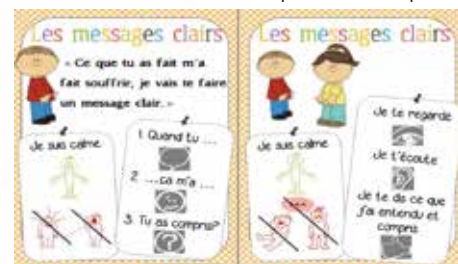 Les messages clairs
« Ce que tu as fait m'a
fait souffrir, je vais te faire
un message clair. »
Je suis calme
1. Quand tu ...
2. ...ça m'a ...
3. Tu as compris?
Les messages clairs
Je suis calme
Je te regarde
Je t'écoute
Je te dis ce que
j'ai entendu et
compris